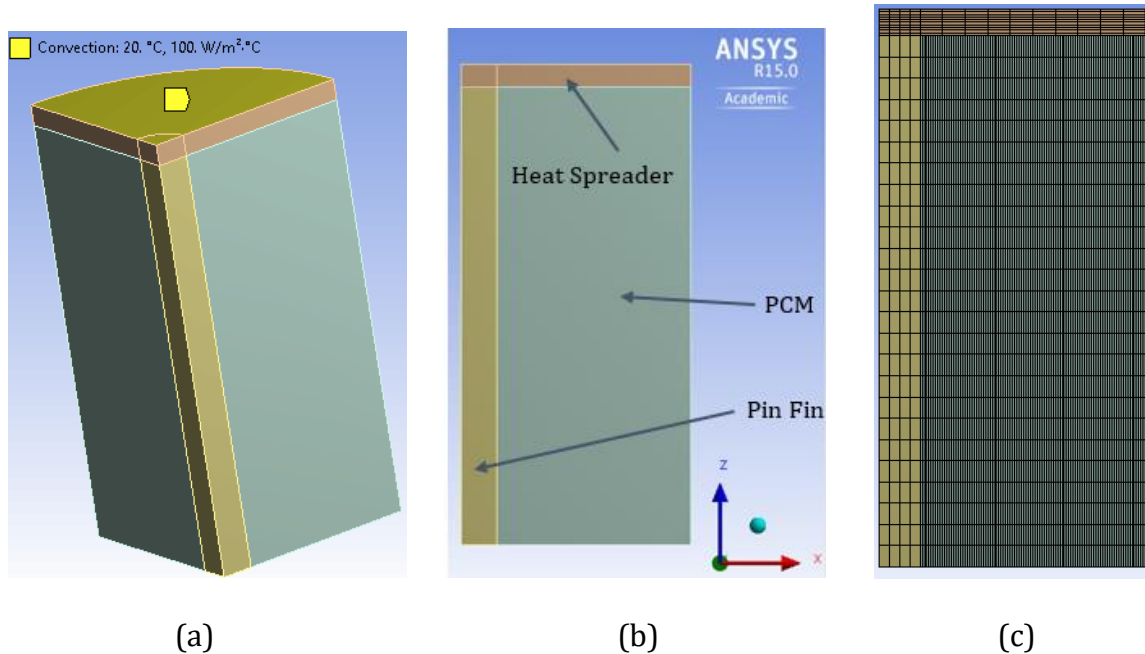 Convection: 20. °C, 100. W/m²·°C
ANSYS
R15.0
Academic
Heat Spreader
PCM
Pin Fin
Z
X
(a)
(b)
(c)